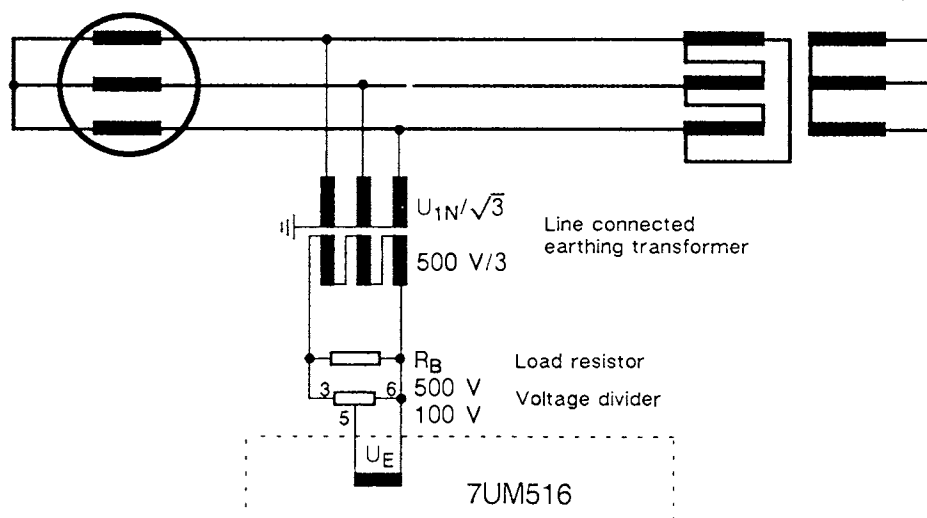 U1N/√3
Line connected
earthing transformer
500 V/3
RB
Load resistor
3
6
500 V
Voltage divider
5
100 V
UE
7UM516